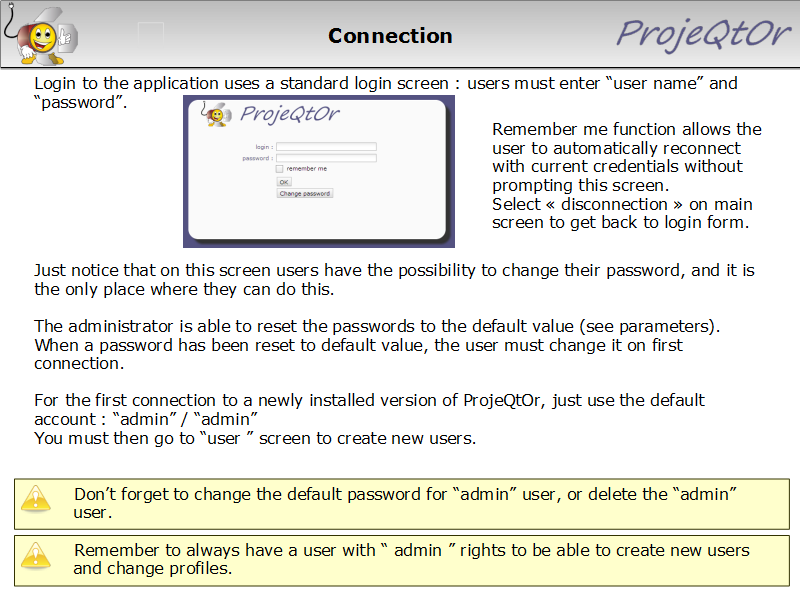 Connection
ProjeQtOr
Login to the application uses a standard login screen : users must enter “user name” and
“password”.
ProjeQtOr
login :
password :
remember me
OK
Change password
Remember me function allows the
user to automatically reconnect
with current credentials without
prompting this screen.
Select « disconnection » on main
screen to get back to login form.
Just notice that on this screen users have the possibility to change their password, and it is
the only place where they can do this.
The administrator is able to reset the passwords to the default value (see parameters).
When a password has been reset to default value, the user must change it on first
connection.
For the first connection to a newly installed version of ProjeQtOr, just use the default
account : “admin” / “admin”
You must then go to “user ” screen to create new users.
Don’t forget to change the default password for “admin” user, or delete the “admin”
user.
Remember to always have a user with “ admin ” rights to be able to create new users
and change profiles.